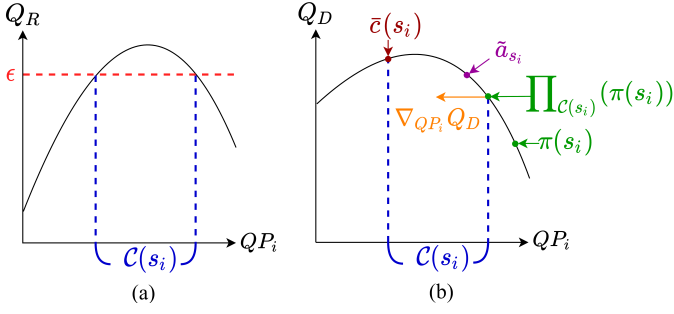 Q_R
ϵ
QP_i
C(s_i)
(a)
Q_D
c̄(s_i)
ã_{s_i}
∏_{C(s_i)}(π(s_i))
∇_{QP_i}Q_D
π(s_i)
QP_i
C(s_i)
(b)